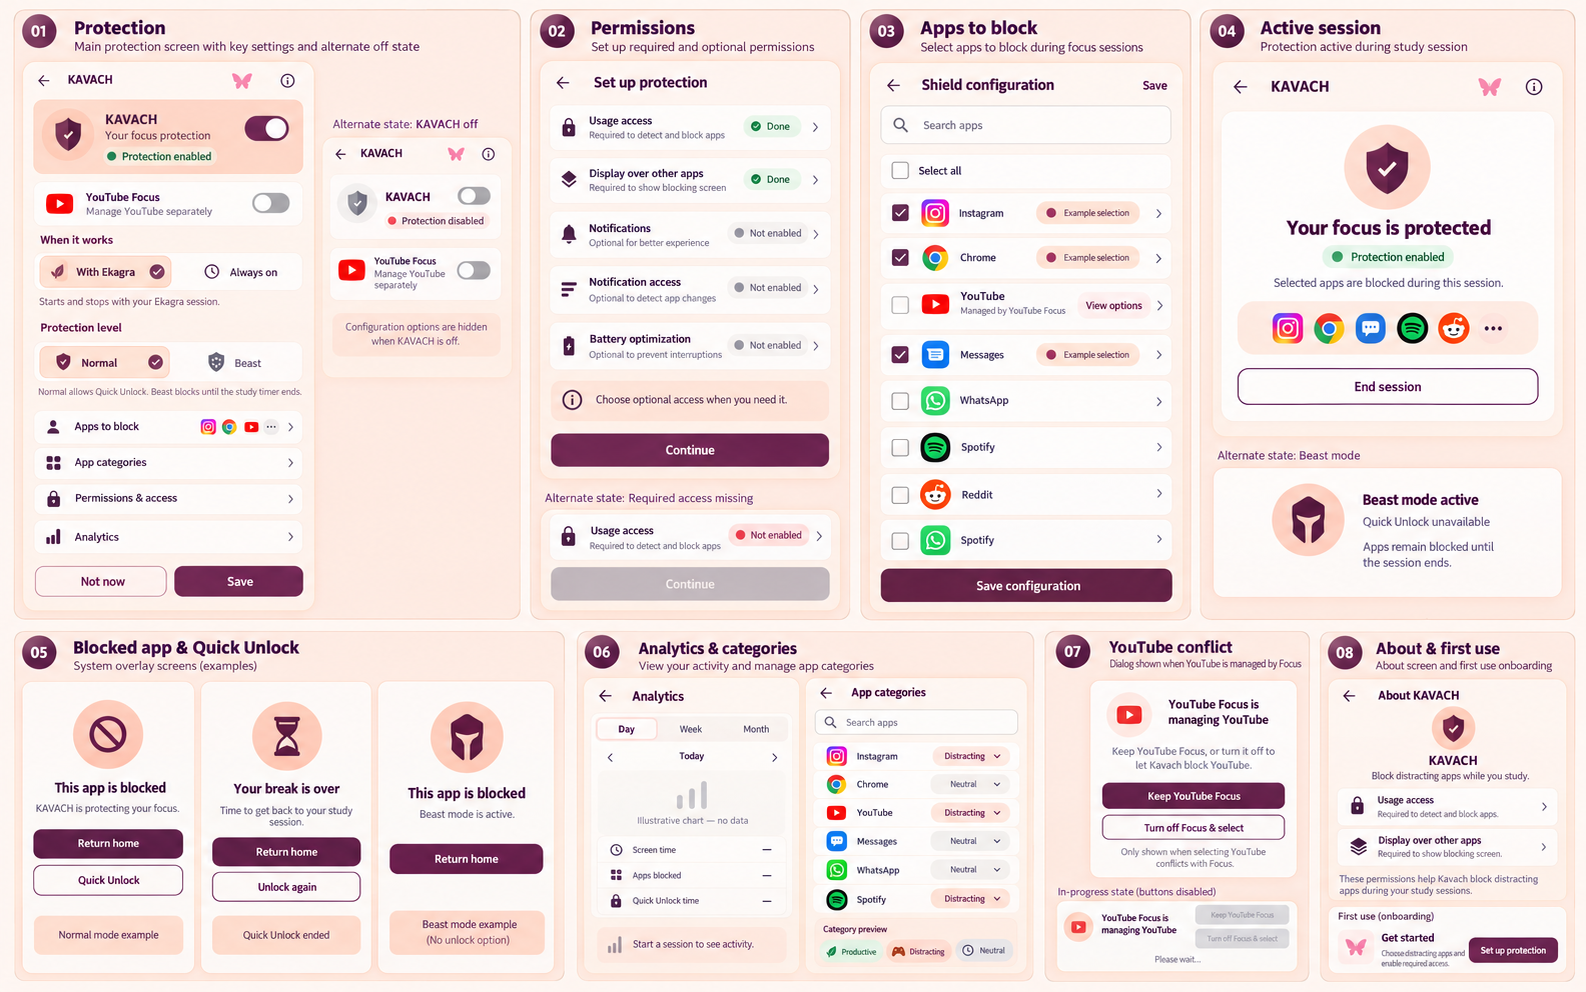 01
Protection
Main protection screen with key settings and alternate off state
KAVACH
KAVACH
Your focus protection
Protection enabled
YouTube Focus
Manage YouTube separately
When it works
With Ekagra
Always on
Starts and stops with your Ekagra session.
Protection level
Normal
Beast
Normal allows Quick Unlock. Beast blocks until the study timer ends.
Apps to block
App categories
Permissions & access
Analytics
Not now
Save
Alternate state: KAVACH off
KAVACH
KAVACH
Protection disabled
YouTube Focus
Manage YouTube
separately
Configuration options are hidden
when KAVACH is off.
02
Permissions
Set up required and optional permissions
Set up protection
Usage access
Required to detect and block apps
Done
Display over other apps
Required to show blocking screen
Done
Notifications
Optional for better experience
Not enabled
Notification access
Optional to detect app changes
Not enabled
Battery optimization
Optional to prevent interruptions
Not enabled
Choose optional access when you need it.
Continue
Alternate state: Required access missing
Usage access
Required to detect and block apps
Not enabled
Continue
03
Apps to block
Select apps to block during focus sessions
Shield configuration
Save
Search apps
Select all
Instagram
Example selection
Chrome
Example selection
YouTube
Managed by YouTube Focus
View options
Messages
Example selection
WhatsApp
Spotify
Reddit
Spotify
Save configuration
04
Active session
Protection active during study session
KAVACH
Your focus is protected
Protection enabled
Selected apps are blocked during this session.
End session
Alternate state: Beast mode
Beast mode active
Quick Unlock unavailable
Apps remain blocked until
the session ends.
05
Blocked app & Quick Unlock
System overlay screens (examples)
This app is blocked
KAVACH is protecting your focus.
Return home
Quick Unlock
Normal mode example
Your break is over
Time to get back to your study
session.
Return home
Unlock again
Quick Unlock ended
This app is blocked
Beast mode is active.
Return home
Beast mode example
(No unlock option)
06
Analytics & categories
View your activity and manage app categories
Analytics
Day
Week
Month
Today
Illustrative chart — no data
Screen time
—
Apps blocked
—
Quick Unlock time
—
Start a session to see activity.
App categories
Search apps
Instagram
Distracting
Chrome
Neutral
YouTube
Distracting
Messages
Neutral
WhatsApp
Neutral
Spotify
Distracting
Category preview
Productive
Distracting
Neutral
07
YouTube conflict
Dialog shown when YouTube is managed by Focus
YouTube Focus is
managing YouTube
Keep YouTube Focus, or turn it off to
let Kavach block YouTube.
Keep YouTube Focus
Turn off Focus & select
Only shown when selecting YouTube
conflicts with Focus.
In-progress state (buttons disabled)
YouTube Focus is
managing YouTube
Keep YouTube Focus
Turn off Focus & select
Please wait...
08
About & first use
About screen and first use onboarding
About KAVACH
KAVACH
Block distracting apps while you study.
Usage access
Required to detect and block apps.
Display over other apps
Required to show blocking screen.
These permissions help Kavach block distracting
apps during your study sessions.
First use (onboarding)
Get started
Choose distracting apps and
enable required access.
Set up protection